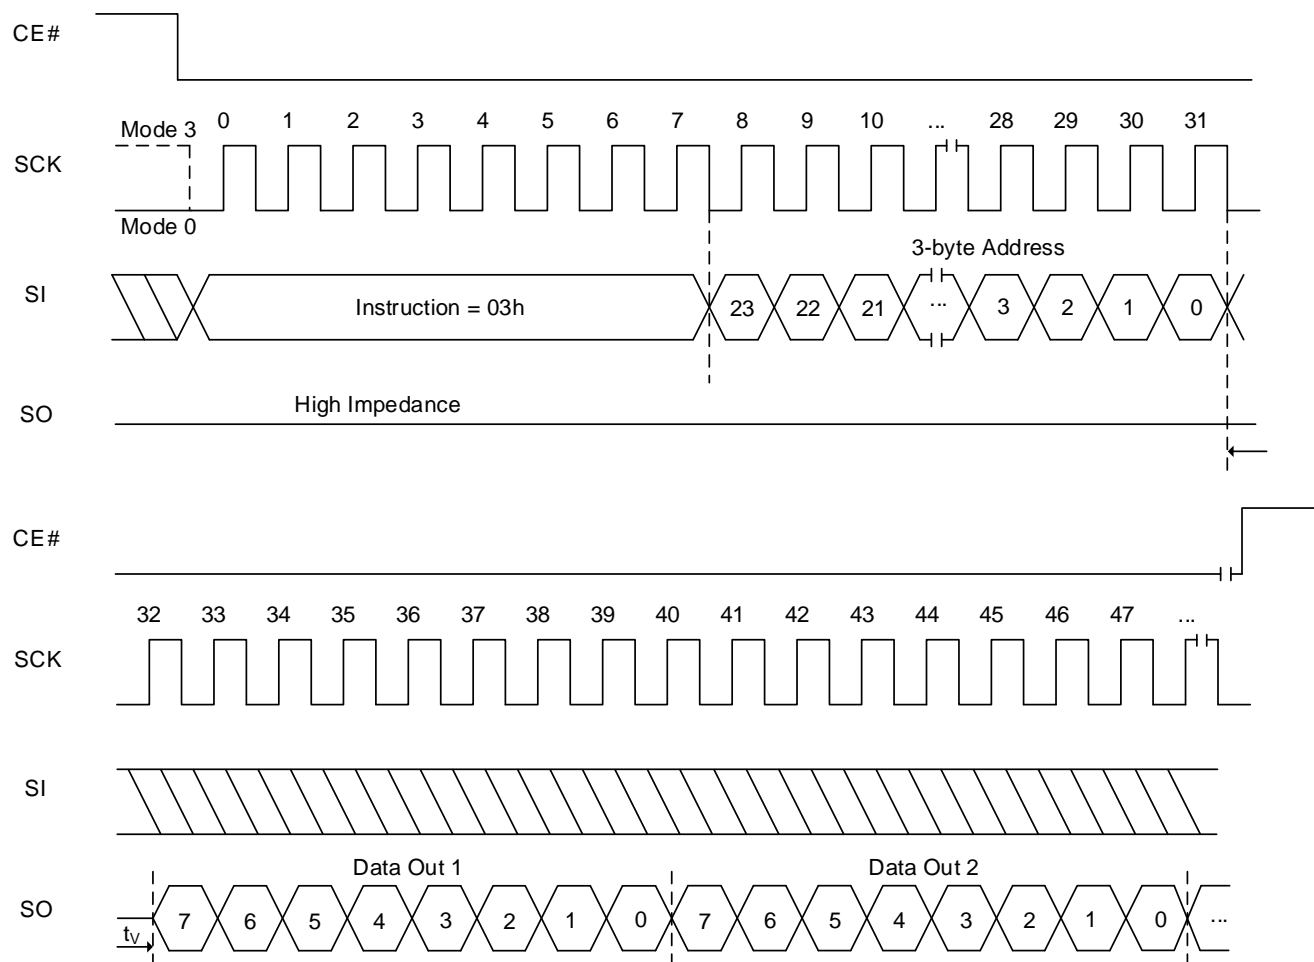 CE#
0 1 2 3 4 5 6 7 8 9 10 ... 28 29 30 31
Mode 3
SCK
Mode 0
3-byte Address
SI
Instruction = 03h
23 22 21 ... 3 2 1 0
High Impedance
SO
CE#
32 33 34 35 36 37 38 39 40 41 42 43 44 45 46 47 ...
SCK
SI
Data Out 1 Data Out 2
SO
7 6 5 4 3 2 1 0 7 6 5 4 3 2 1 0 ...
tV